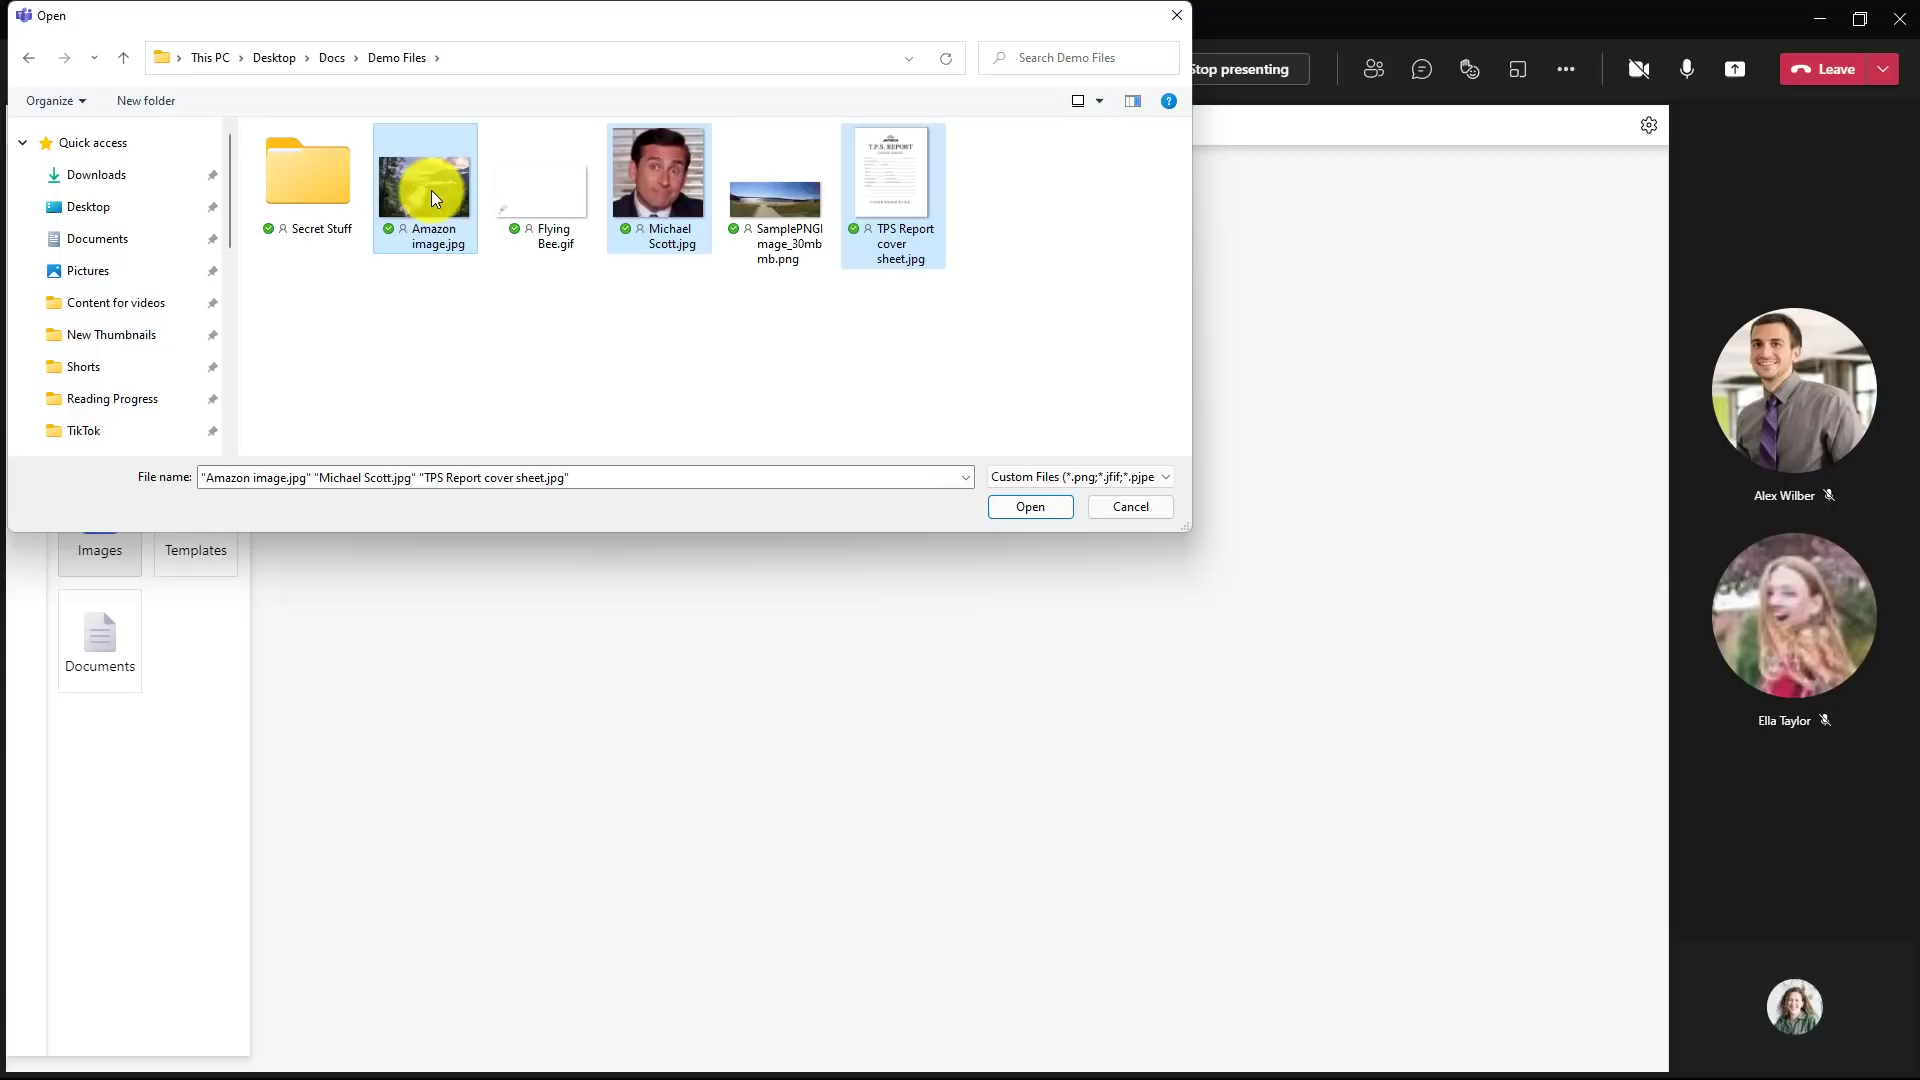 Open
This PC > Desktop > Docs > Demo Files >
Search Demo Files
Stop presenting
Leave
Organize
New folder
Quick access
Downloads
Desktop
Documents
Pictures
Content for videos
New Thumbnails
Shorts
Reading Progress
TikTok
Secret Stuff
Amazon
image.jpg
Flying
Bee.gif
Michael
Scott.jpg
SamplePNGI
mage_30mb
mb.png
T.P.S. REPORT
COVER SHEET
CONFIDENTIAL
TPS Report
cover
sheet.jpg
File name: "Amazon image.jpg" "Michael Scott.jpg" "TPS Report cover sheet.jpg"
Custom Files (*.png;*.jfif;*.pjpe
Open
Cancel
Images
Templates
Documents
Alex Wilber
Ella Taylor